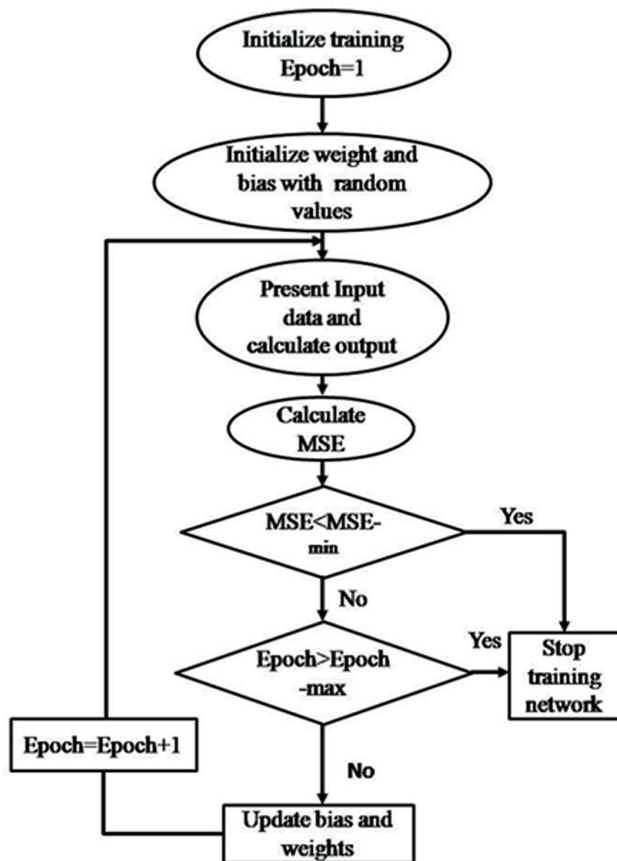 Initialize training
Epoch=1
Initialize weight and
bias with random
values
Present Input
data and
calculate output
Calculate
MSE
MSE<MSE-
min
Yes
No
Epoch>Epoch
-max
Yes
Stop
training
network
No
Epoch=Epoch+1
Update bias and
weights